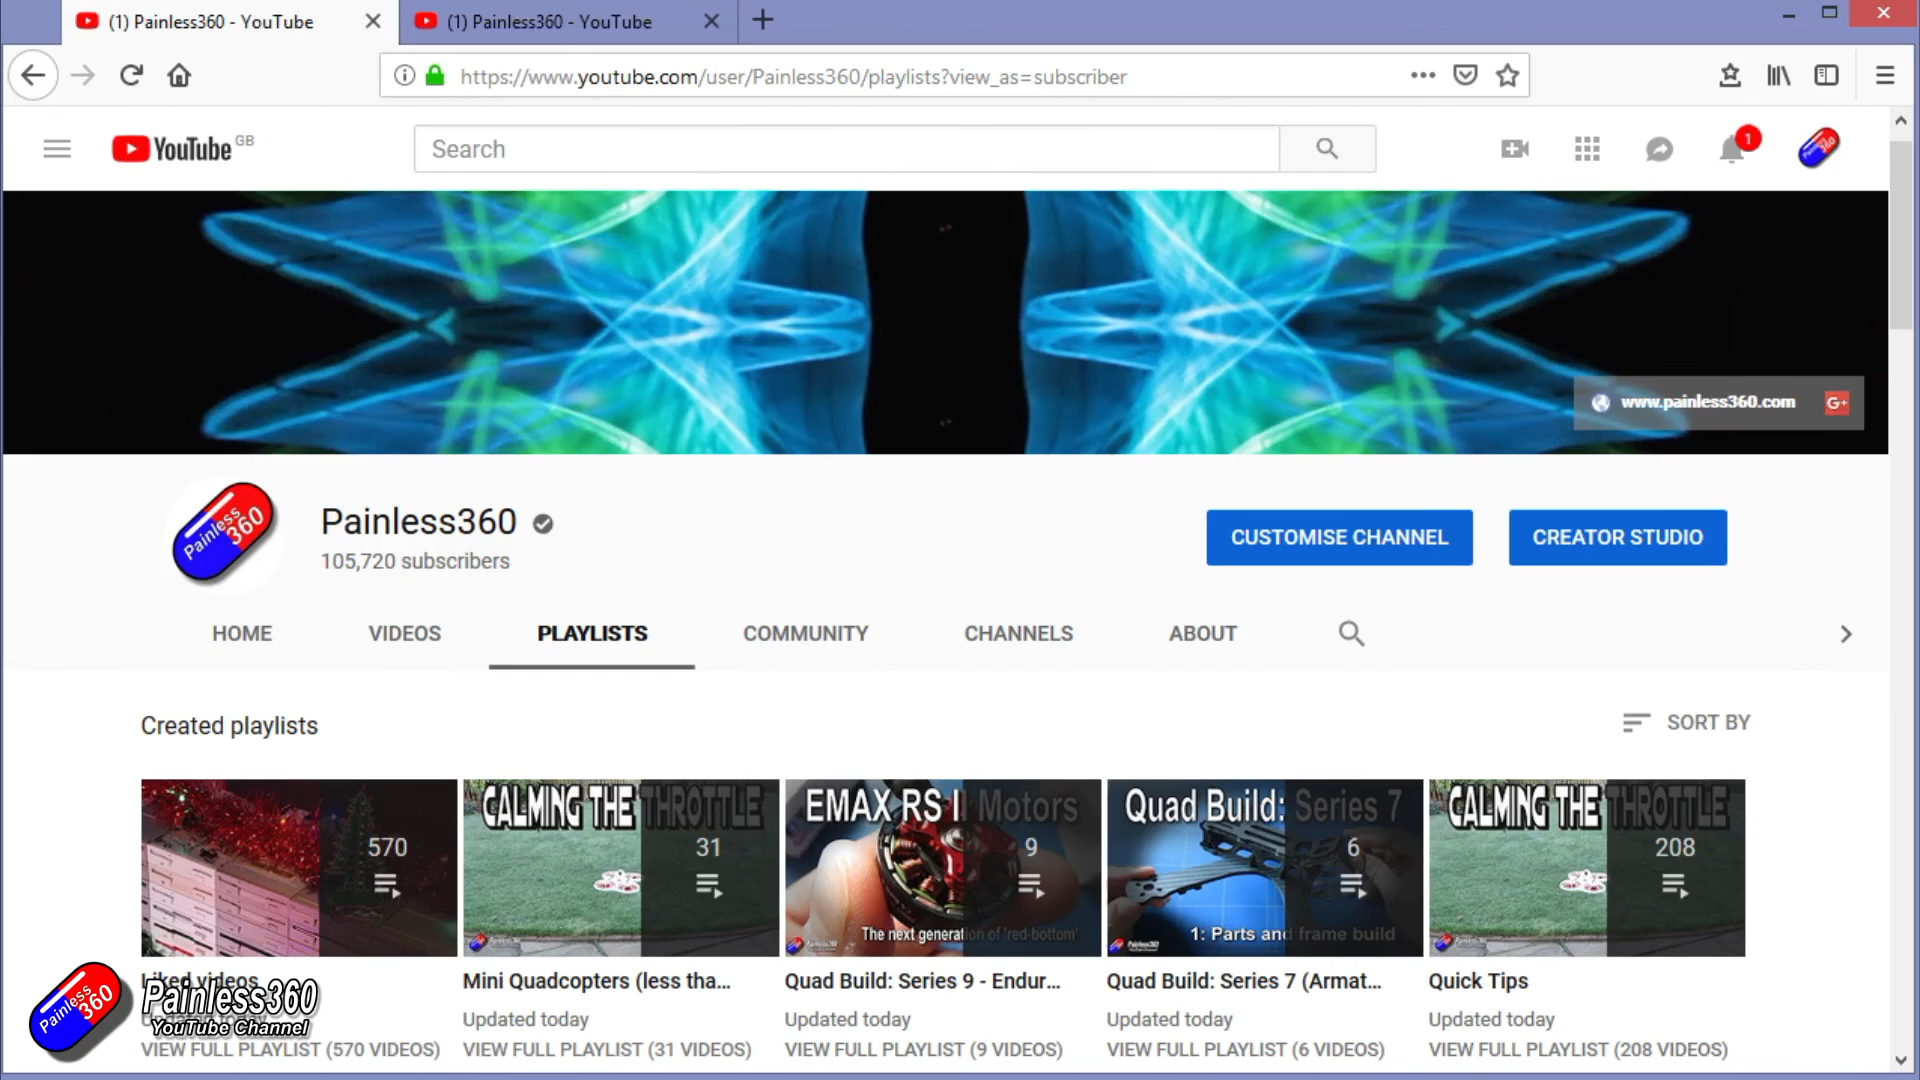 (1) Painless360 - YouTube
(1) Painless360 - YouTube
https://www.youtube.com/user/Painless360/playlists?view_as=subscriber
YouTube GB
Search
1
Painless 360
www.painless360.com
G+
Painless 360
Painless360
105,720 subscribers
CUSTOMISE CHANNEL
CREATOR STUDIO
HOME
VIDEOS
PLAYLISTS
COMMUNITY
CHANNELS
ABOUT
Created playlists
SORT BY
570
CALMING THE THROTTLE
31
EMAX RS II Motors
9
The next generation of 'red-bottom'
Quad Build: Series 7
6
1: Parts and frame build
CALMING THE THROTTLE
208
Liked videos
Mini Quadcopters (less tha...
Quad Build: Series 9 - Endur...
Quad Build: Series 7 (Armat...
Quick Tips
Updated today
Updated today
Updated today
Updated today
Updated today
VIEW FULL PLAYLIST (570 VIDEOS)
VIEW FULL PLAYLIST (31 VIDEOS)
VIEW FULL PLAYLIST (9 VIDEOS)
VIEW FULL PLAYLIST (6 VIDEOS)
VIEW FULL PLAYLIST (208 VIDEOS)
Painless 360
Painless360
YouTube Channel